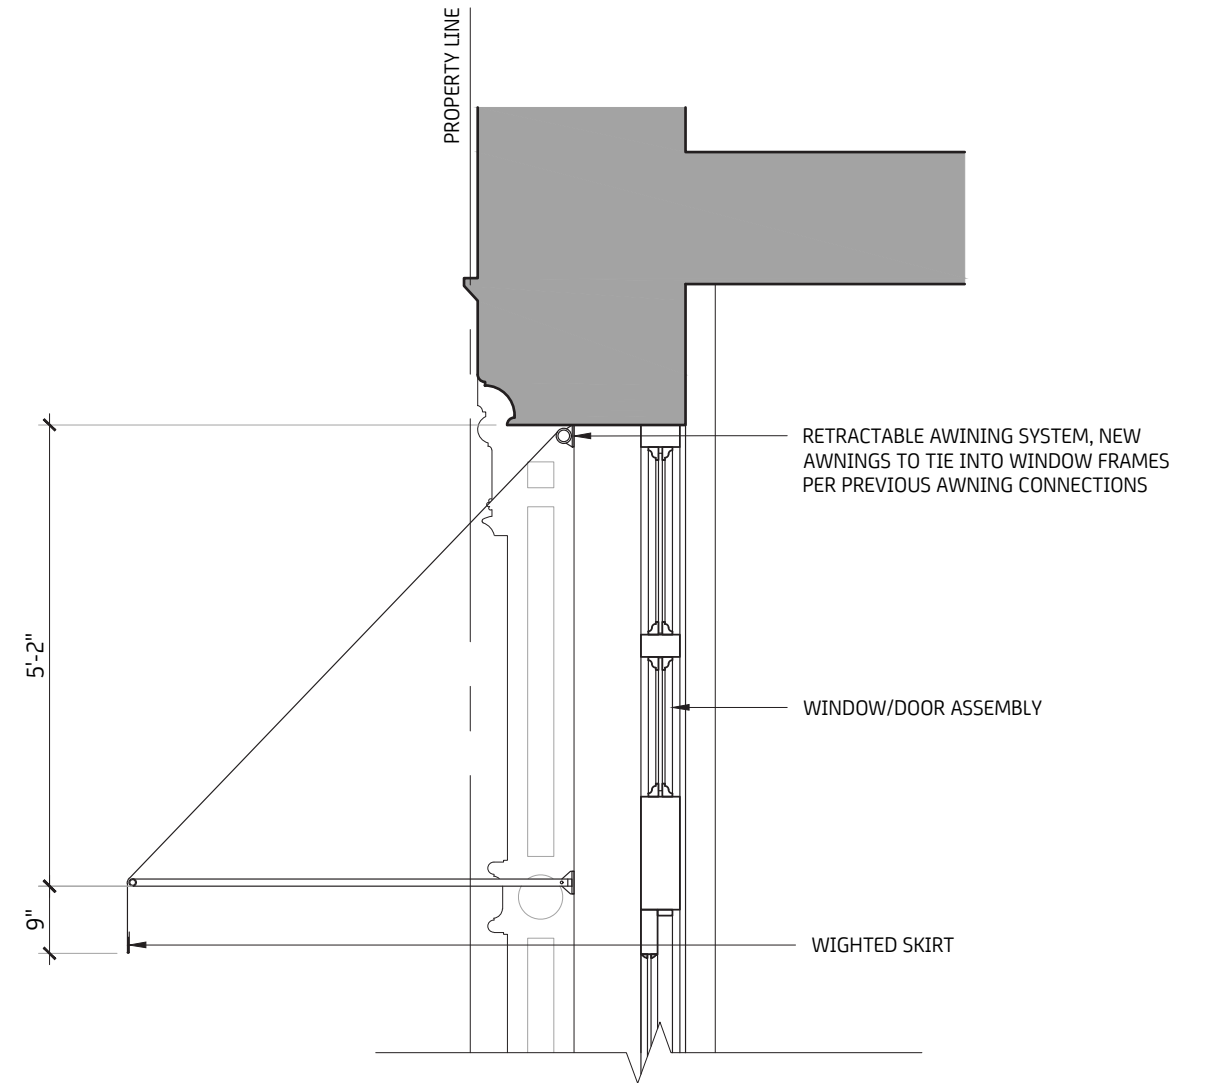 PROPERTY LINE
RETRACTABLE AWINING SYSTEM, NEW
AWNINGS TO TIE INTO WINDOW FRAMES
PER PREVIOUS AWNING CONNECTIONS
5'-2"
WINDOW/DOOR ASSEMBLY
9"
WIGHTED SKIRT